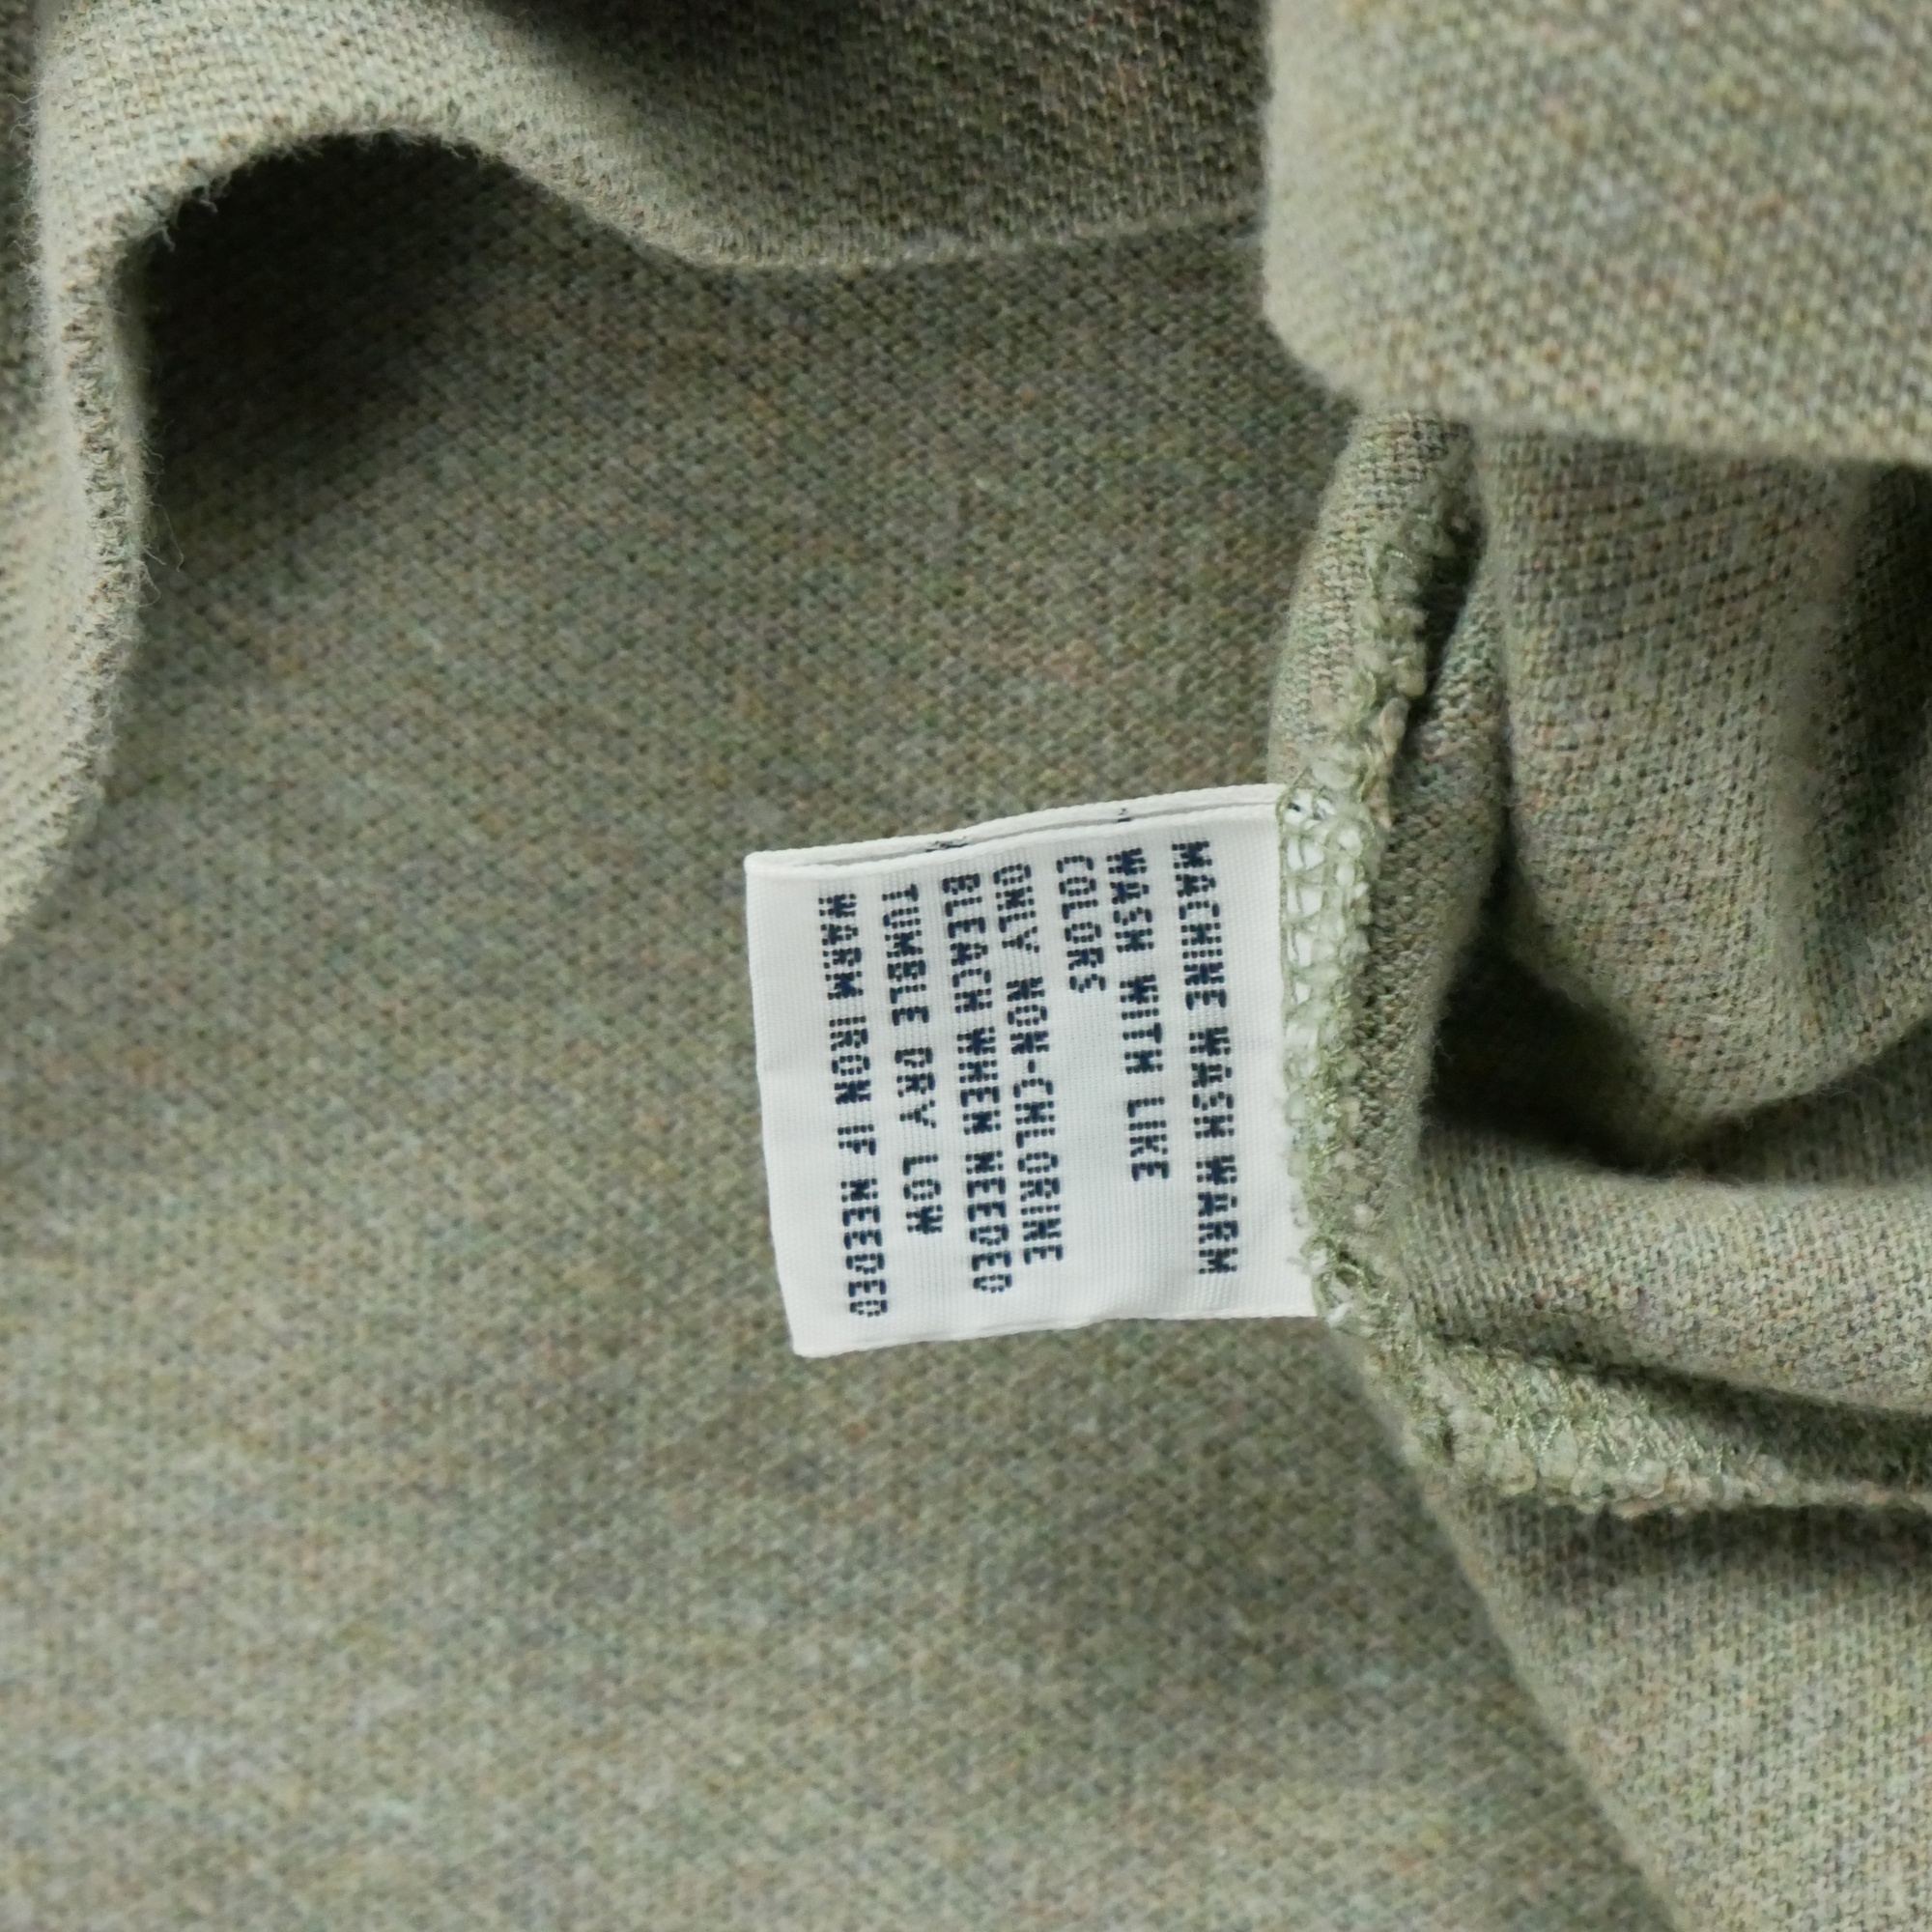 MACHINE WASH WARM
WASH WITH LIKE
COLORS
ONLY NON-CHLORINE
BLEACH WHEN NEEDED
TUMBLE DRY LOW
WARM IRON IF NEEDED